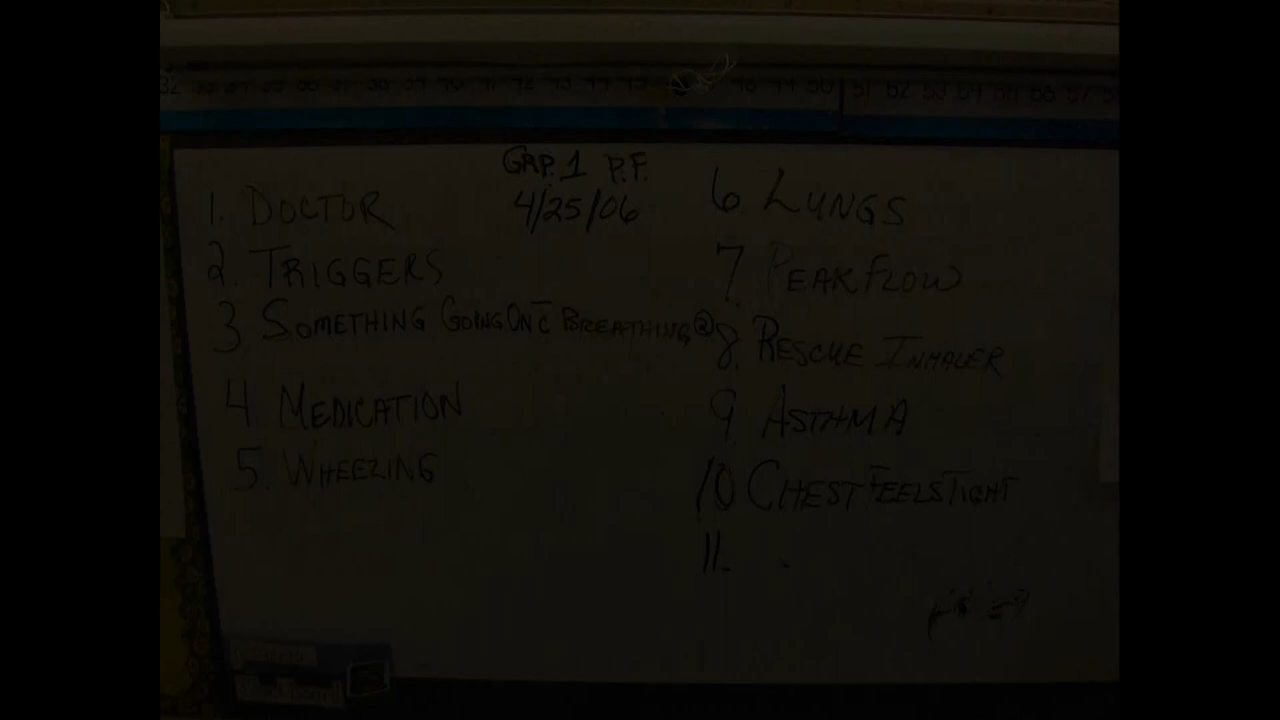 GRP. 1 P.F.
4/25/06
1. DOCTOR
2. TRIGGERS
3 SOMETHING GOING ON c̅ BREATHING
4 MEDICATION
5. WHEEZING
6 LUNGS
7. PEAK FLOW
8. RESCUE INHALER
9. ASTHMA
10 CHEST FEELS TIGHT
11.